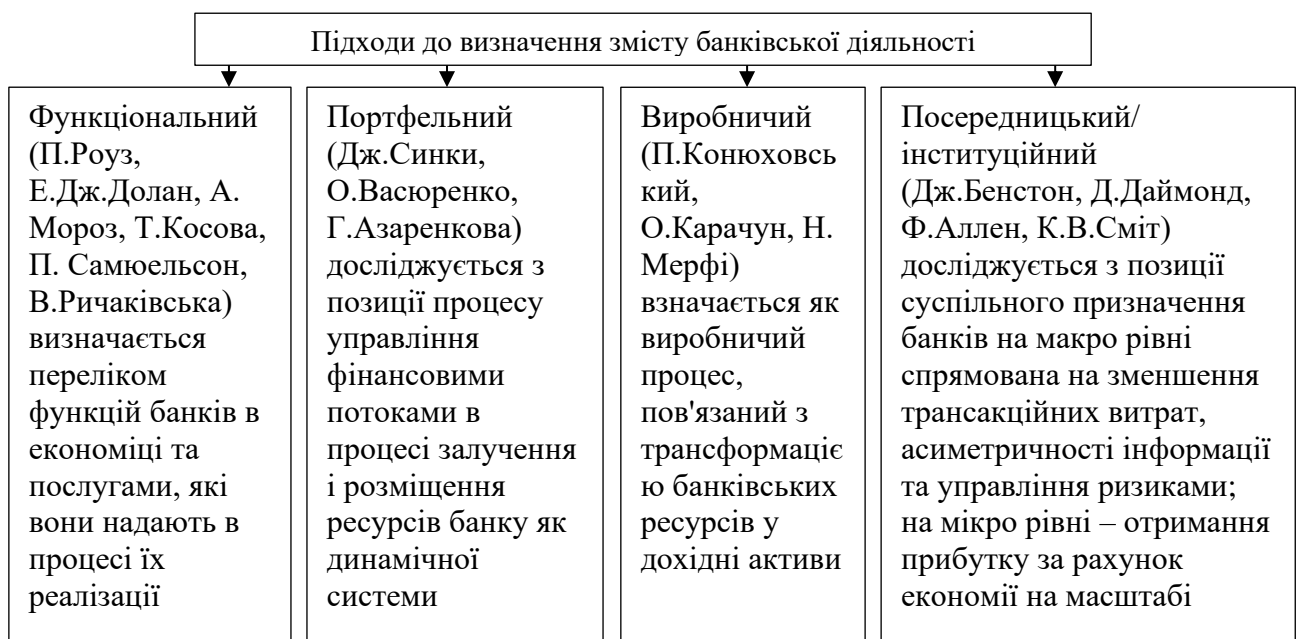 Підходи до визначення змісту банківської діяльності
Функціональний
(П.Роуз,
Е.Дж.Долан, А.
Мороз, Т.Косова,
П. Самюельсон,
В.Ричаківська)
визначається
переліком
функцій банків в
економіці та
послугами, які
вони надають в
процесі їх
реалізації
Портфельний
(Дж.Синки,
О.Васюренко,
Г.Азаренкова)
досліджується з
позиції процесу
управління
фінансовими
потоками в
процесі залучення
і розміщення
ресурсів банку як
динамічної
системи
Виробничий
(П.Конюховсь
кий,
О.Карачун, Н.
Мерфі)
взначається як
виробничий
процес,
пов'язаний з
трансформаціє
ю банківських
ресурсів у
дохідні активи
Посередницький/
інституційний
(Дж.Бенстон, Д.Даймонд,
Ф.Аллен, К.В.Сміт)
досліджується з позиції
суспільного призначення
банків на макро рівні
спрямована на зменшення
трансакційних витрат,
асиметричності інформації
та управління ризиками;
на мікро рівні – отримання
прибутку за рахунок
економії на масштабі